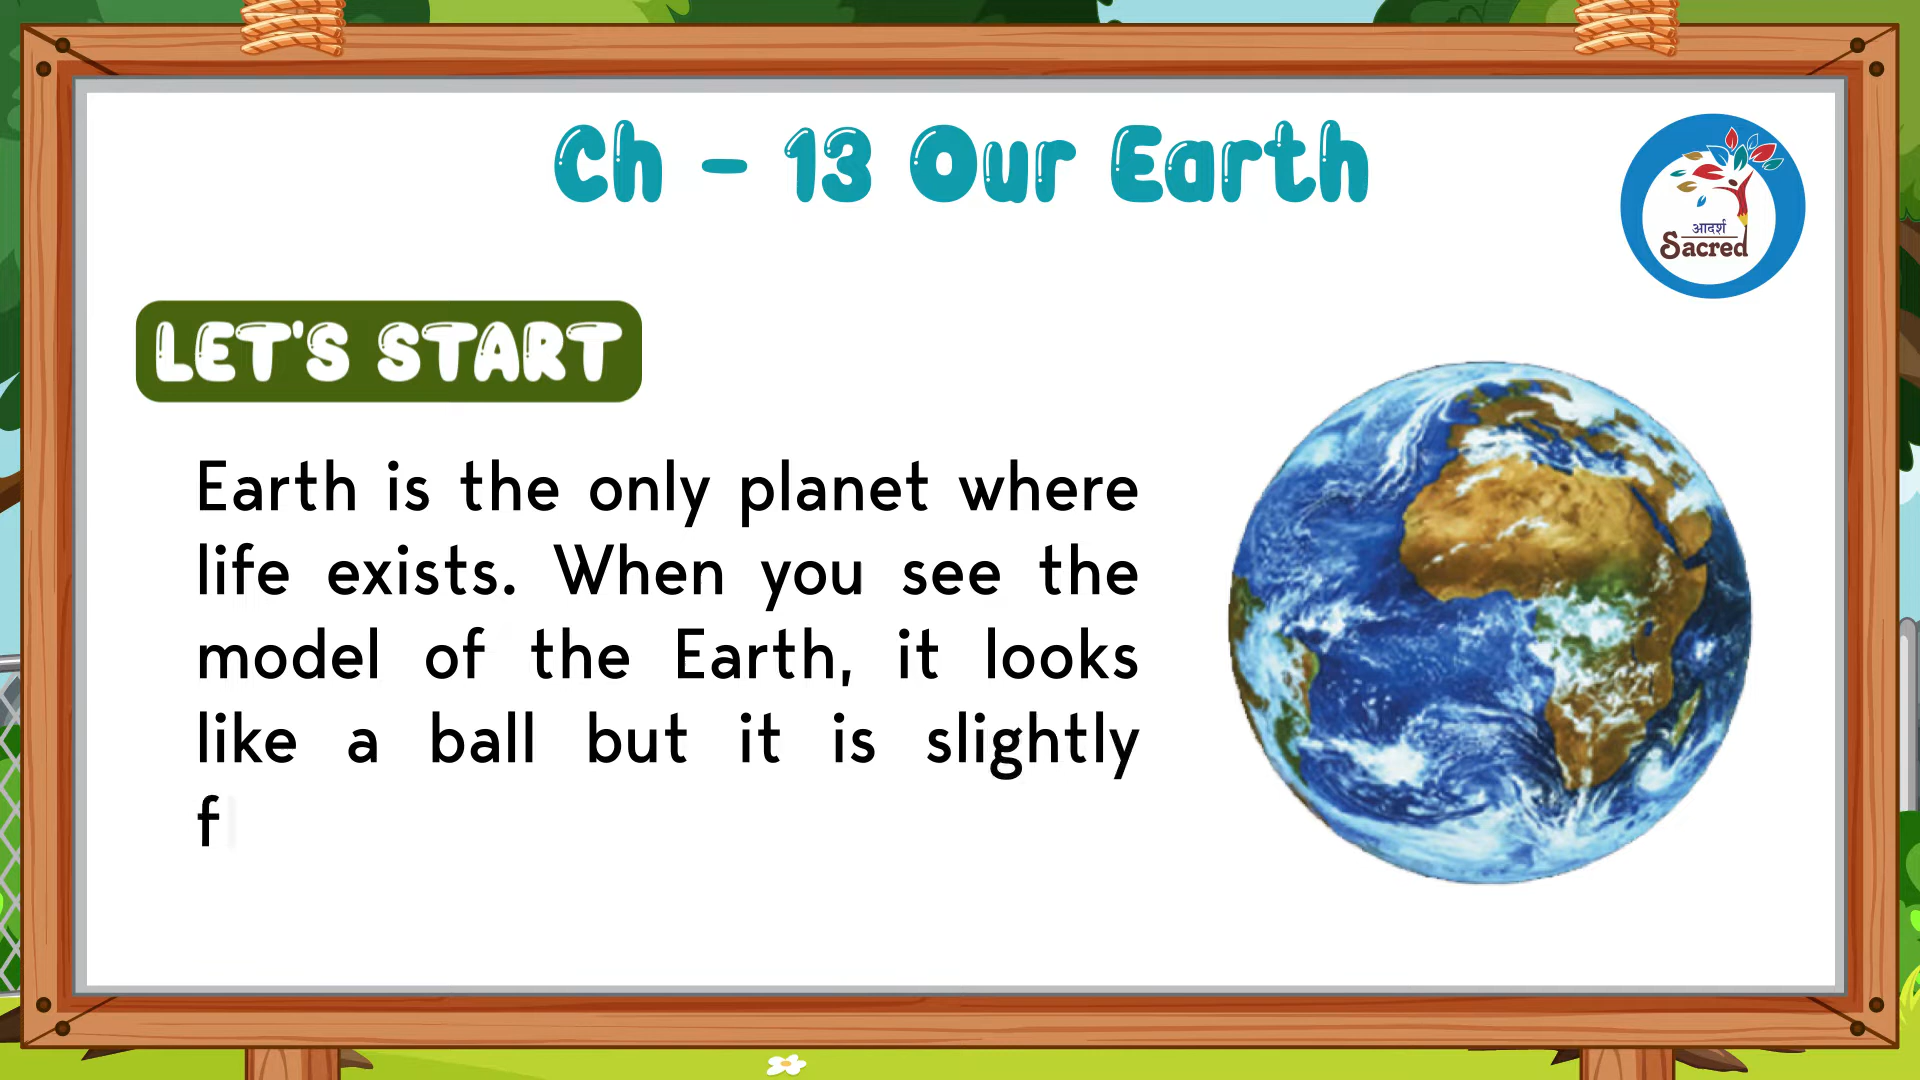 Ch - 13 Our Earth
आदर्श
Sacred
LET'S START
Earth is the only planet where
life exists. When you see the
model of the Earth, it looks
like a ball but it is slightly
f